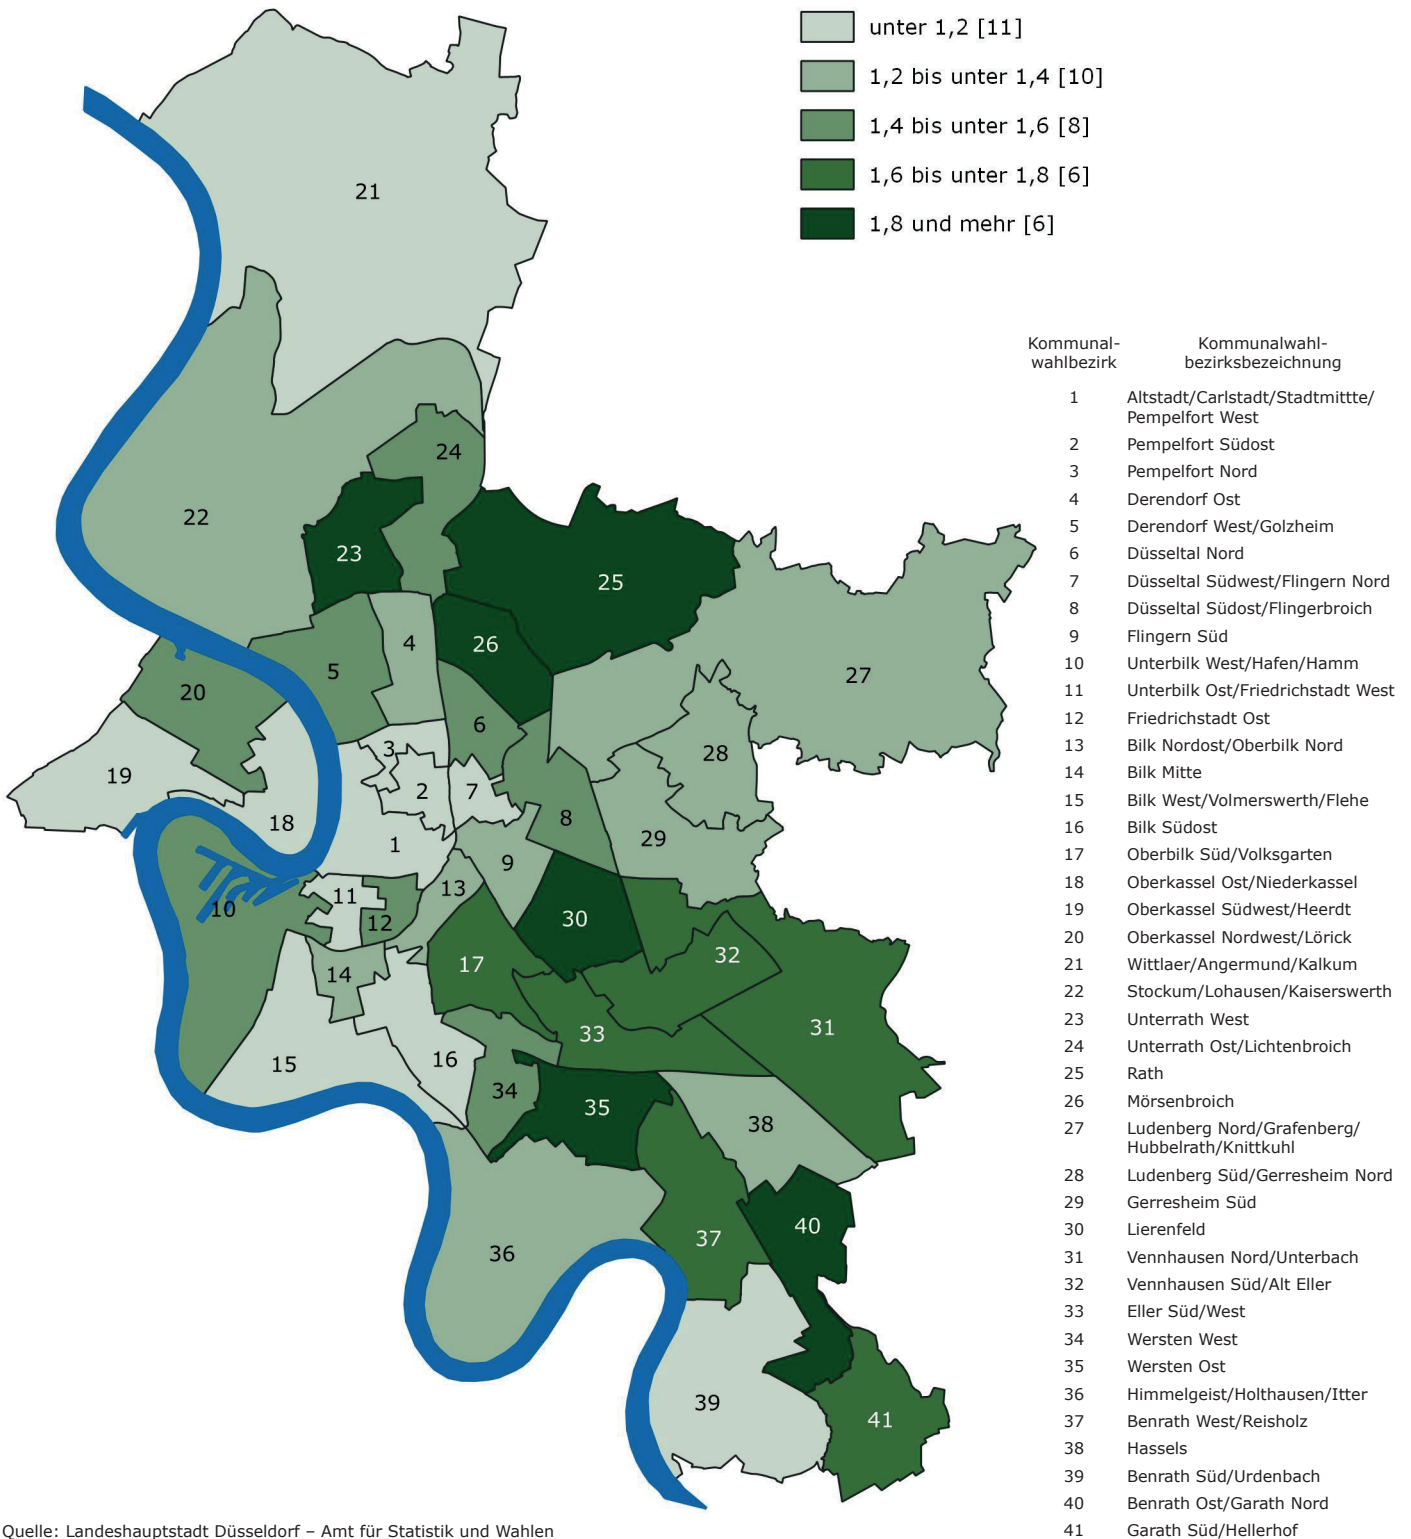 unter 1,2 [11]
1,2 bis unter 1,4 [10]
1,4 bis unter 1,6 [8]
1,6 bis unter 1,8 [6]
1,8 und mehr [6]
21
24
22
23
25
26
4
5
27
20
6
28
3
19
2
7
18
8
1
29
9
13
11
10
12
30
14
17
32
31
33
15
16
34
35
38
40
37
36
39
41
Kommunal-
wahlbezirk
Kommunalwahl-
bezirksbezeichnung
1 Altstadt/Carlstadt/Stadtmittte/
Pempelfort West
2 Pempelfort Südost
3 Pempelfort Nord
4 Derendorf Ost
5 Derendorf West/Golzheim
6 Düsseltal Nord
7 Düsseltal Südwest/Flingern Nord
8 Düsseltal Südost/Flingerbroich
9 Flingern Süd
10 Unterbilk West/Hafen/Hamm
11 Unterbilk Ost/Friedrichstadt West
12 Friedrichstadt Ost
13 Bilk Nordost/Oberbilk Nord
14 Bilk Mitte
15 Bilk West/Volmerswerth/Flehe
16 Bilk Südost
17 Oberbilk Süd/Volksgarten
18 Oberkassel Ost/Niederkassel
19 Oberkassel Südwest/Heerdt
20 Oberkassel Nordwest/Lörick
21 Wittlaer/Angermund/Kalkum
22 Stockum/Lohausen/Kaiserswerth
23 Unterrath West
24 Unterrath Ost/Lichtenbroich
25 Rath
26 Mörsenbroich
27 Ludenberg Nord/Grafenberg/
Hubbelrath/Knittkuhl
28 Ludenberg Süd/Gerresheim Nord
29 Gerresheim Süd
30 Lierenfeld
31 Vennhausen Nord/Unterbach
32 Vennhausen Süd/Alt Eller
33 Eller Süd/West
34 Wersten West
35 Wersten Ost
36 Himmelgeist/Holthausen/Itter
37 Benrath West/Reisholz
38 Hassels
39 Benrath Süd/Urdenbach
40 Benrath Ost/Garath Nord
41 Garath Süd/Hellerhof
Quelle: Landeshauptstadt Düsseldorf – Amt für Statistik und Wahlen